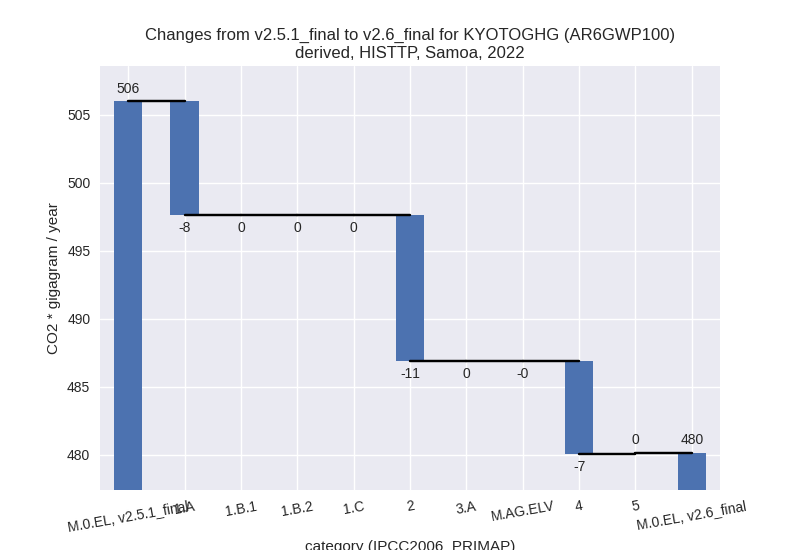 Changes from v2.5.1_final to v2.6_final for KYOTOGHG (AR6GWP100)
derived, HISTTP, Samoa, 2022
506
505
500
495
490
485
480
CO2 * gigagram / year
-8
0
0
0
-11
0
-0
-7
0
480
M.0.EL, v2.5.1_final
1.A
1.B.1
1.B.2
1.C
2
3.A
M.AG.ELV
4
5
M.0.EL, v2.6_final
category (IPCC2006_PRIMAP)